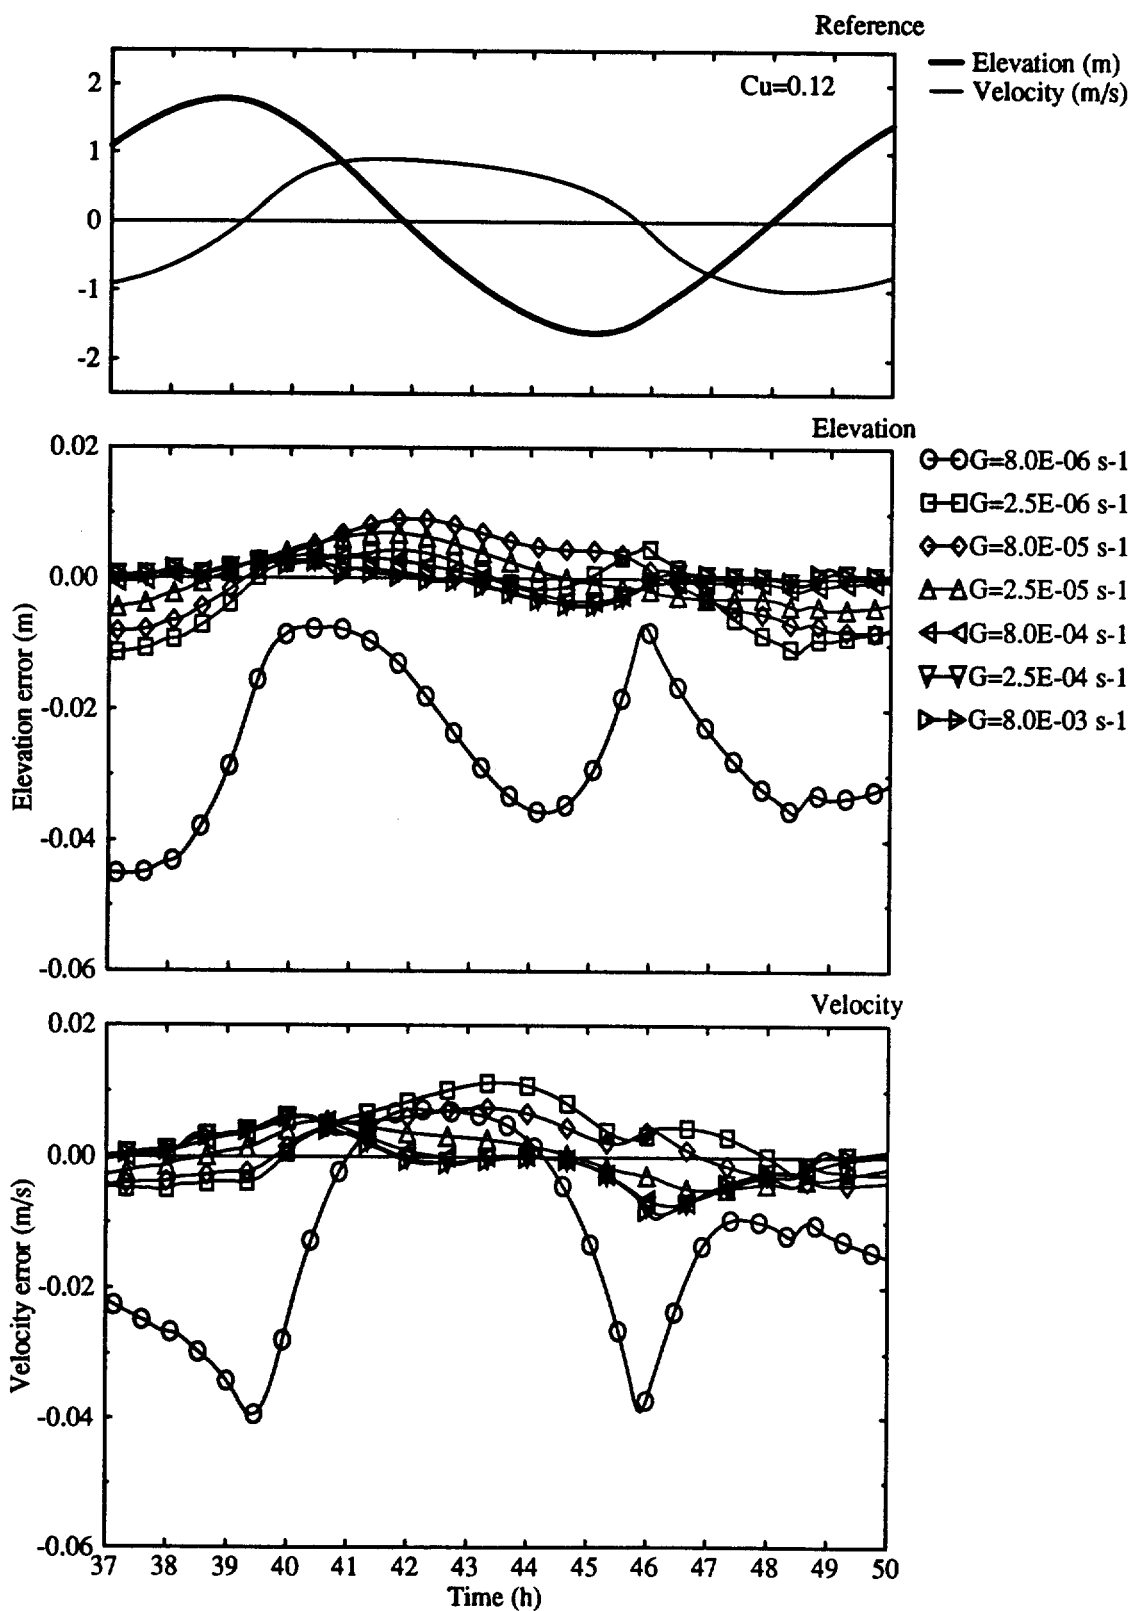 Reference
Elevation (m)
Velocity (m/s)
Cu=0.12
2
1
0
-1
-2
Elevation
0.02
0.00
-0.02
-0.04
-0.06
Elevation error (m)
G=8.0E-06 s-1
G=2.5E-06 s-1
G=8.0E-05 s-1
G=2.5E-05 s-1
G=8.0E-04 s-1
G=2.5E-04 s-1
G=8.0E-03 s-1
Velocity
0.02
0.00
-0.02
-0.04
-0.06
Velocity error (m/s)
37 38 39 40 41 42 43 44 45 46 47 48 49 50
Time (h)